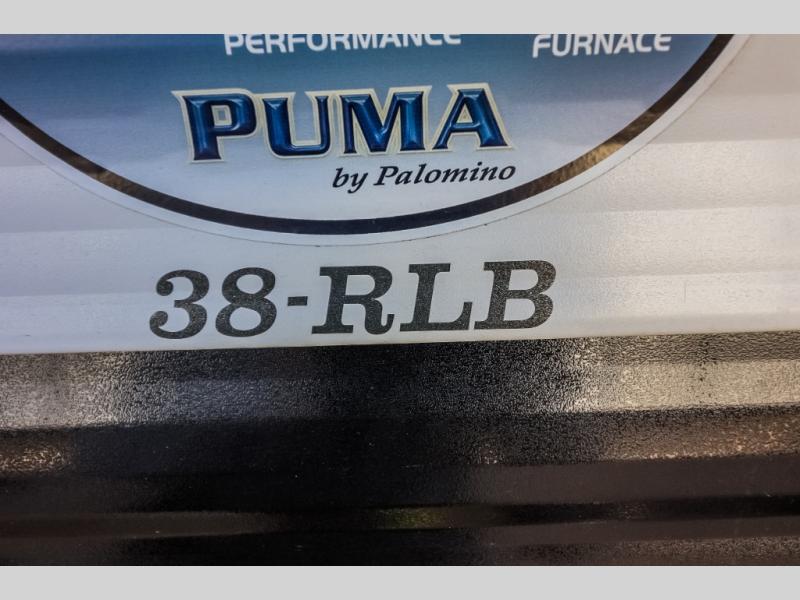 PERFORMANCE FURNACE
PUMA
by Palomino
38-RLB